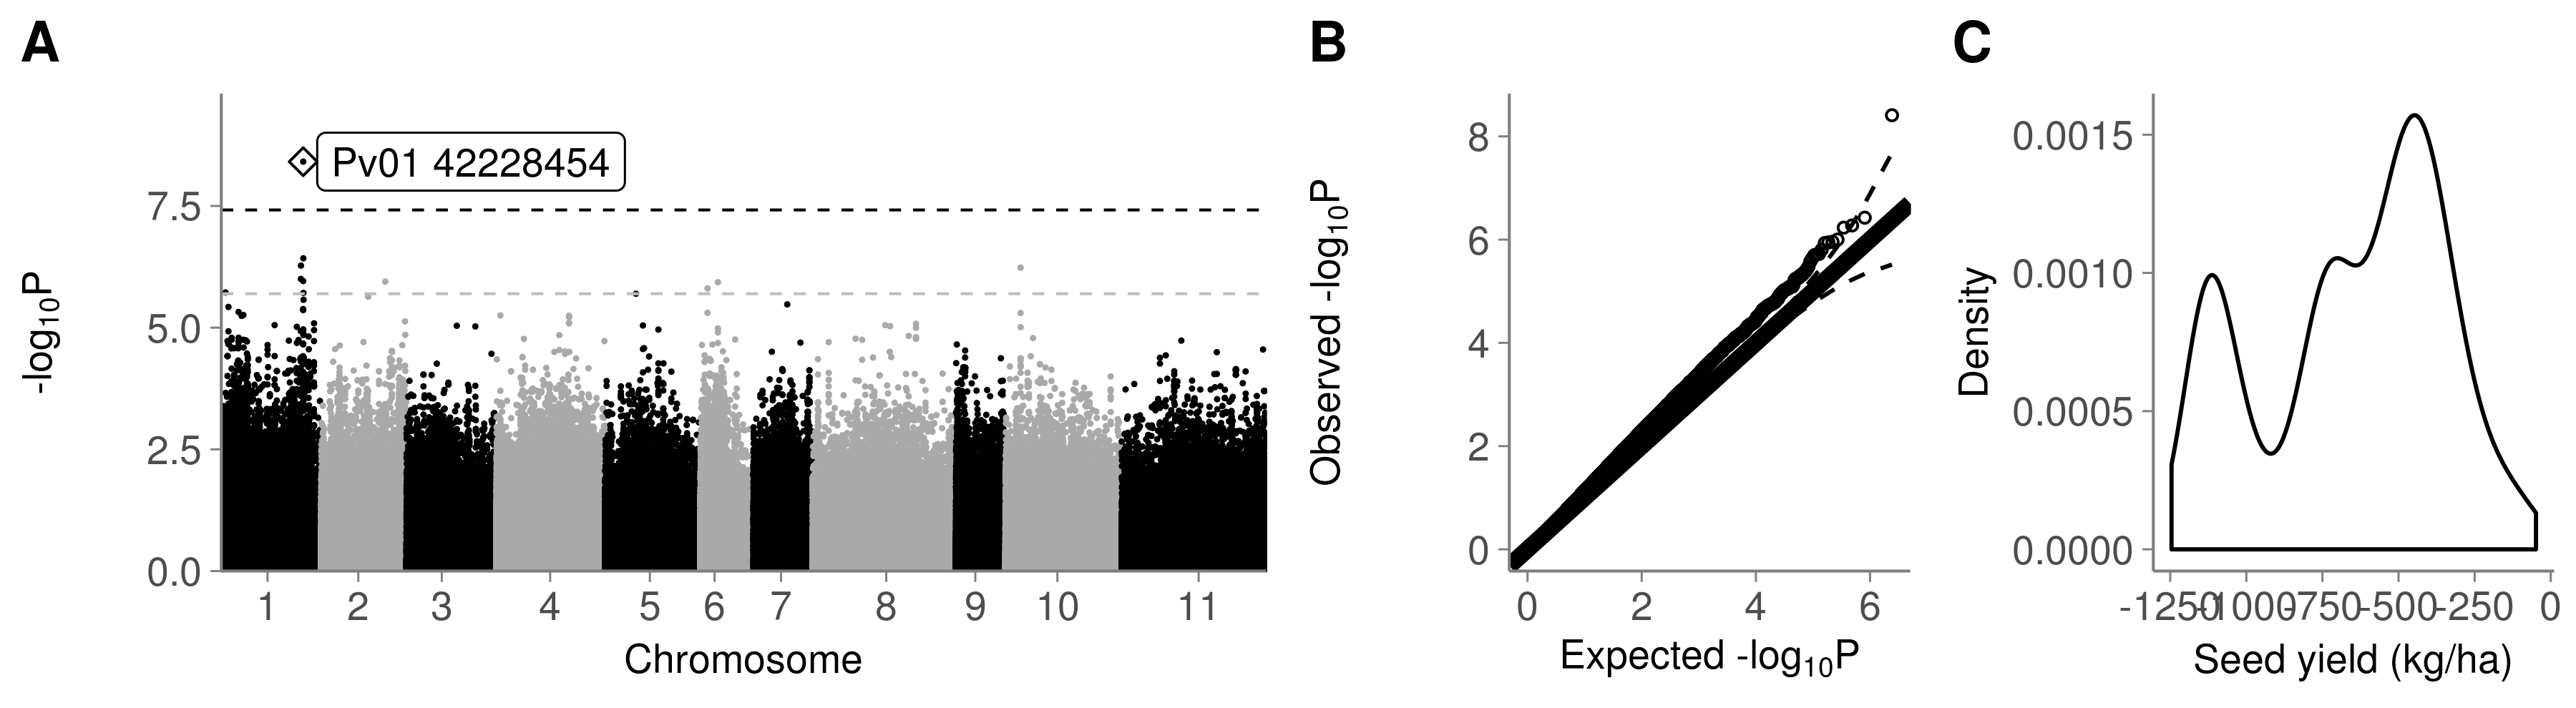 A
-log10P
7.5
5.0
2.5
0.0
Pv01 42228454
1 2 3 4 5 6 7 8 9 10 11
Chromosome
B
Observed -log10P
8
6
4
2
0
0 2 4 6
Expected -log10P
C
Density
0.0015
0.0010
0.0005
0.0000
-1250 -1000 -750 -500 -250 0
Seed yield (kg/ha)